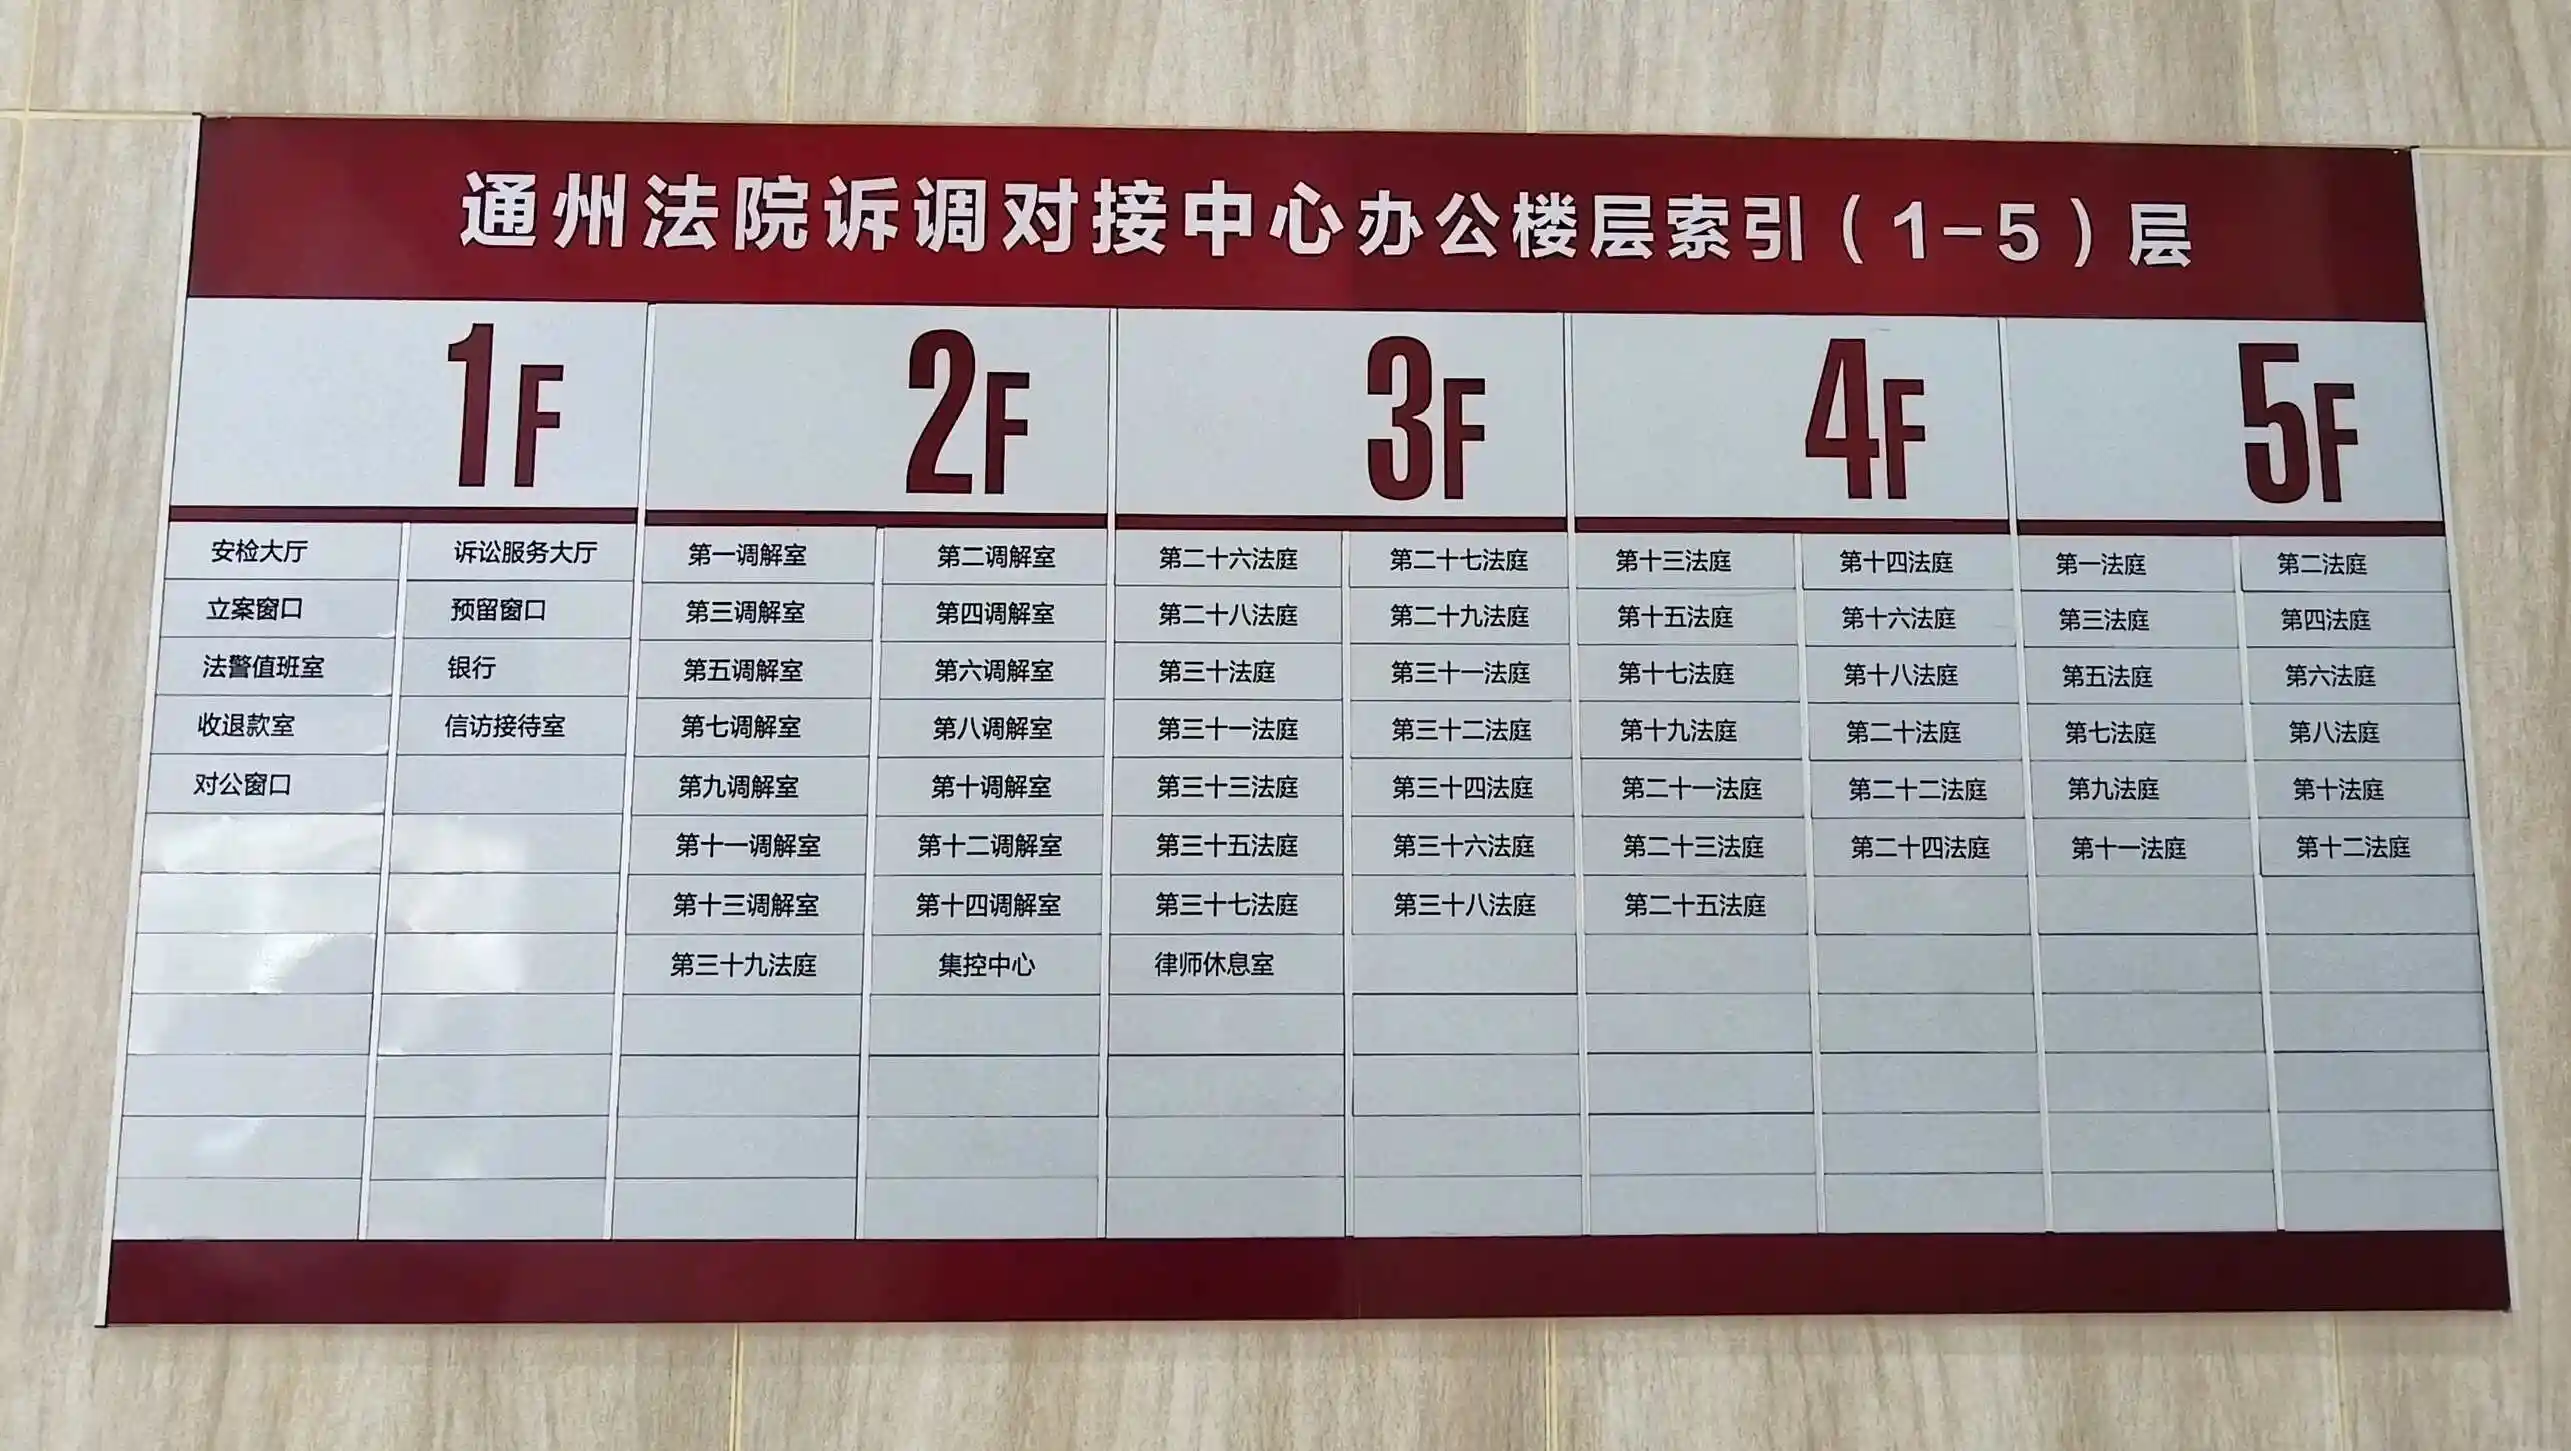 通州法院诉调对接中心办公楼层索引（1-5）层
1F 2F 3F 4F 5F
安检大厅 诉讼服务大厅 第一调解室 第二调解室 第二十六法庭 第二十七法庭 第十三法庭 第十四法庭 第一法庭 第二法庭
立案窗口 预留窗口 第三调解室 第四调解室 第二十八法庭 第二十九法庭 第十五法庭 第十六法庭 第三法庭 第四法庭
法警值班室 银行 第五调解室 第六调解室 第三十法庭 第三十一法庭 第十七法庭 第十八法庭 第五法庭 第六法庭
收退款室 信访接待室 第七调解室 第八调解室 第三十一法庭 第三十二法庭 第十九法庭 第二十法庭 第七法庭 第八法庭
对公窗口 第九调解室 第十调解室 第三十三法庭 第三十四法庭 第二十一法庭 第二十二法庭 第九法庭 第十法庭
第十一调解室 第十二调解室 第三十五法庭 第三十六法庭 第二十三法庭 第二十四法庭 第十一法庭 第十二法庭
第十三调解室 第十四调解室 第三十七法庭 第三十八法庭 第二十五法庭
第三十九法庭 集控中心 律师休息室